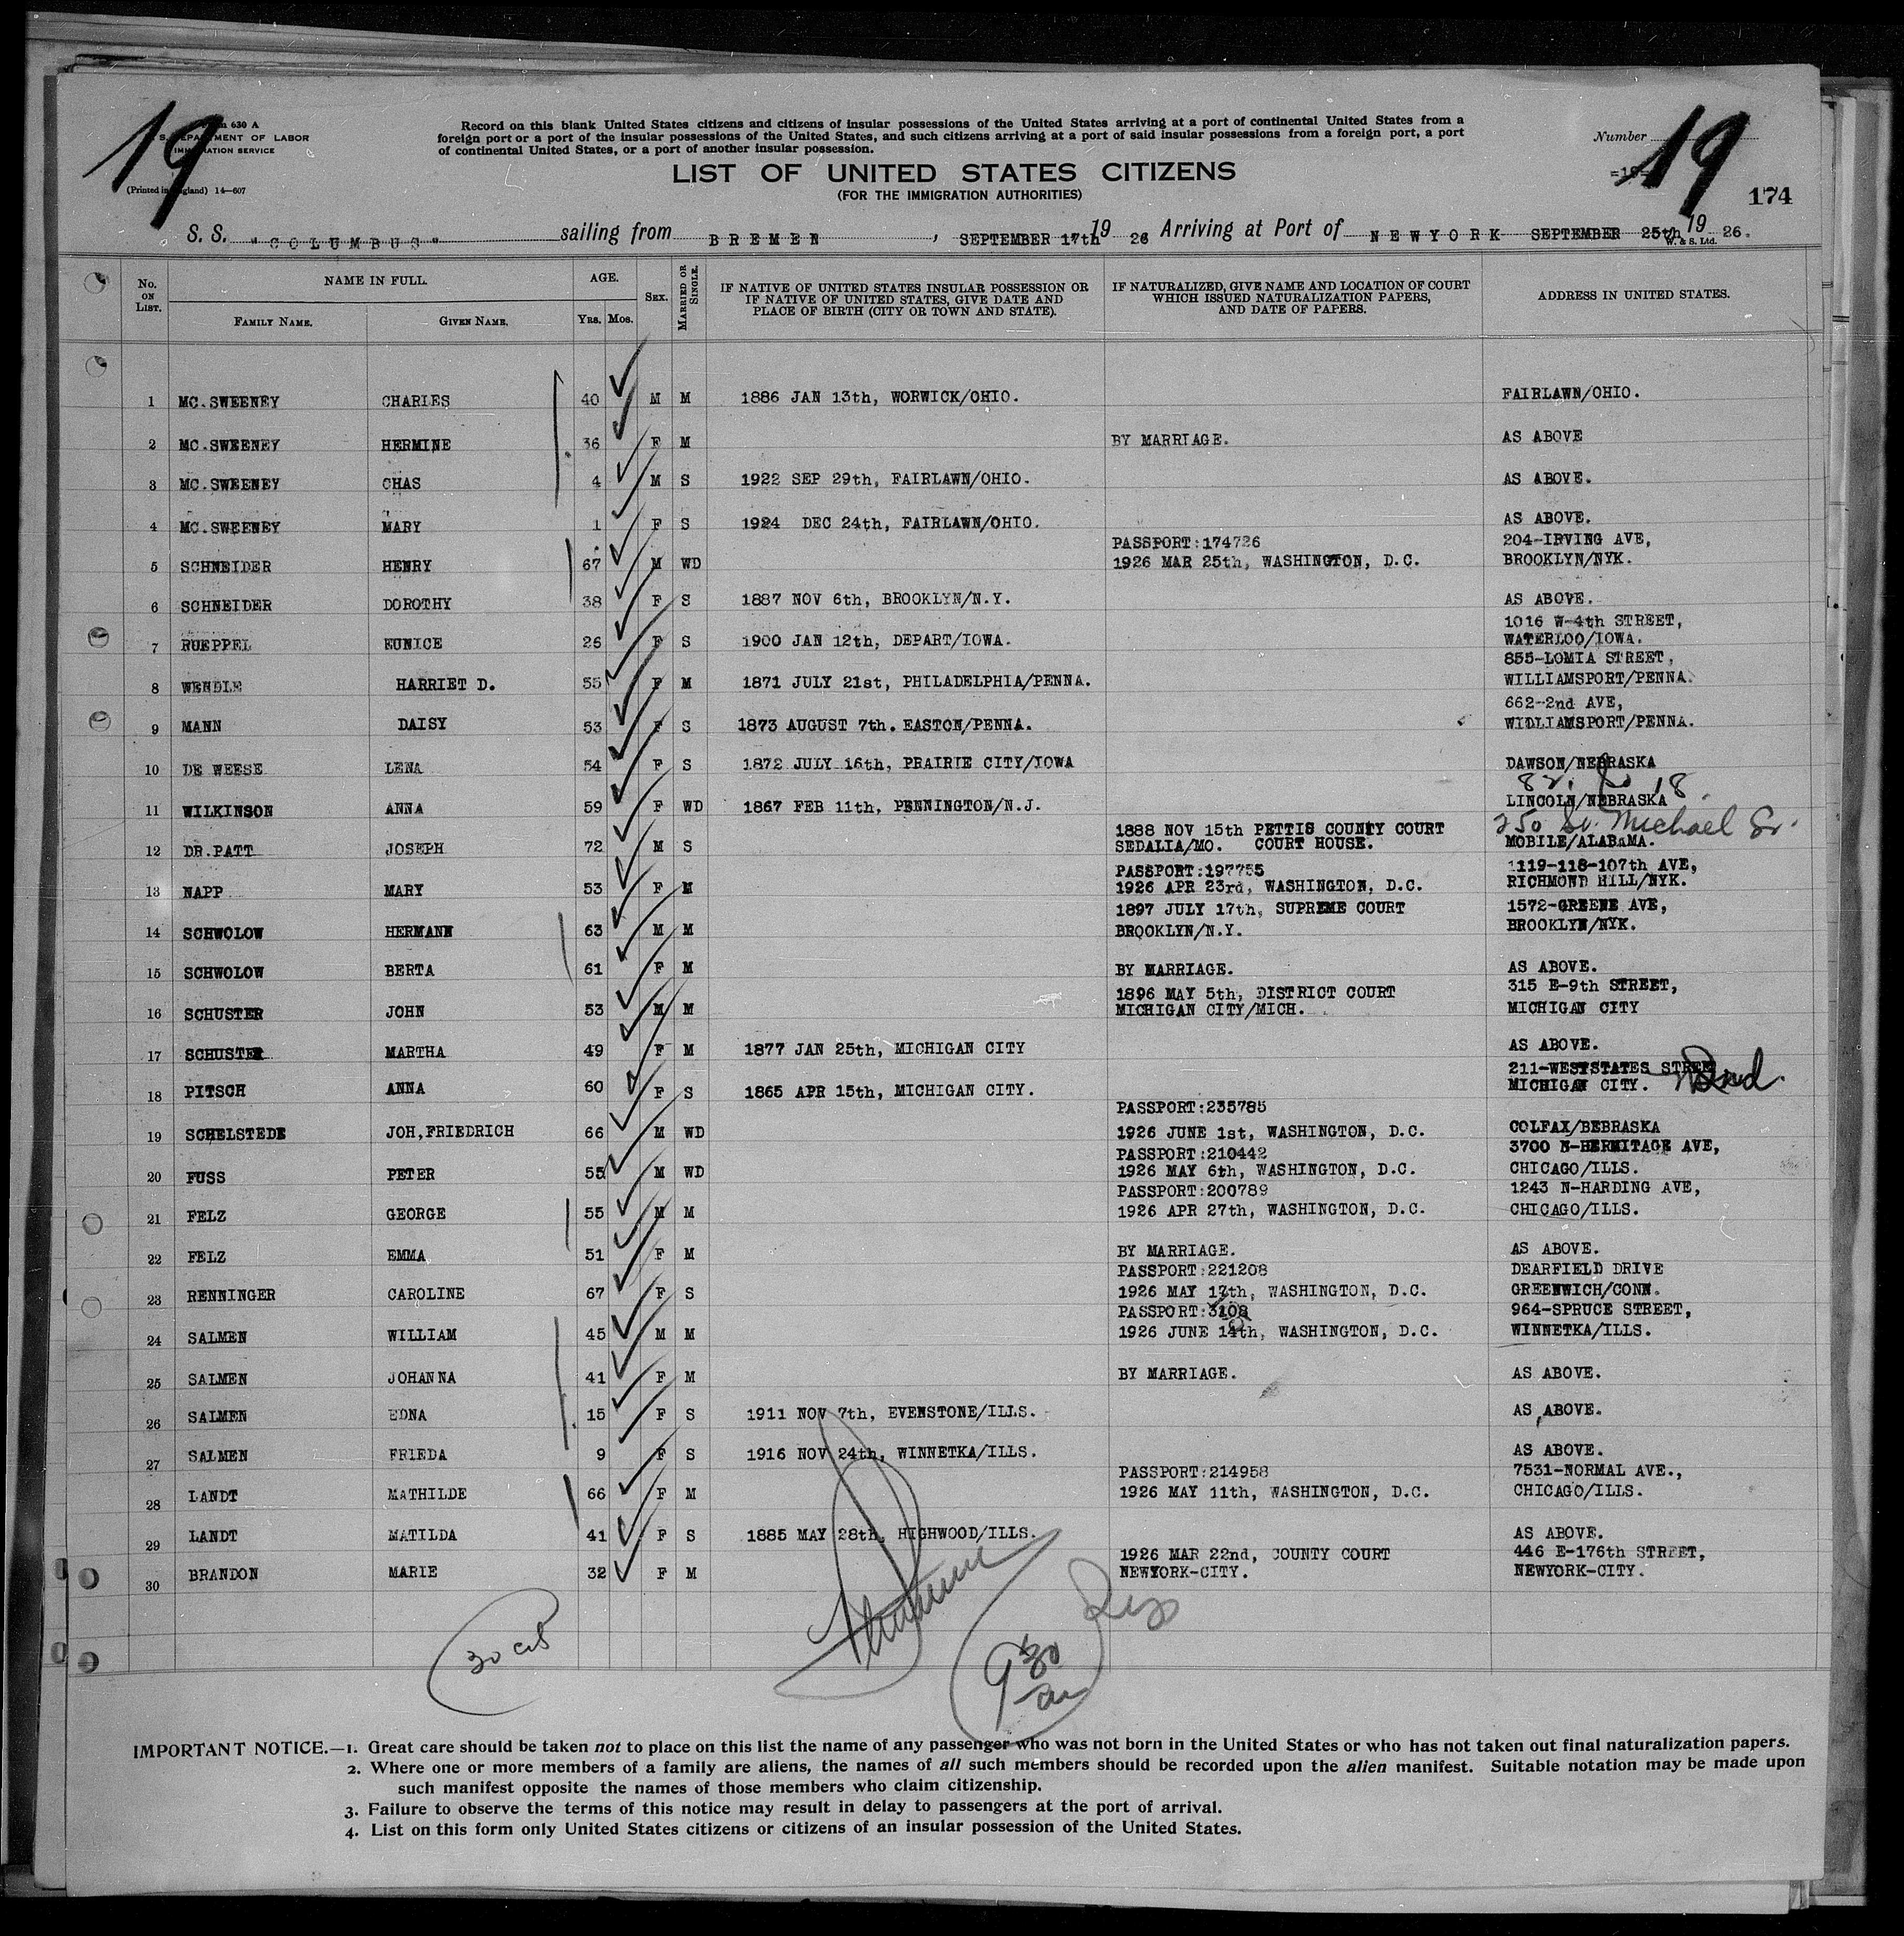 19
Form 630 A
U. S. DEPARTMENT OF LABOR
IMMIGRATION SERVICE
(Printed in England) 14—607
Record on this blank United States citizens and citizens of insular possessions of the United States arriving at a port of continental United States from a
foreign port or a port of the insular possessions of the United States, and such citizens arriving at a port of said insular possessions from a foreign port, a port
of continental United States, or a port of another insular possession.
Number 19
174
LIST OF UNITED STATES CITIZENS
(FOR THE IMMIGRATION AUTHORITIES)
S. S. "COLUMBUS" sailing from BREMEN, SEPTEMBER 17th 19 26 Arriving at Port of NEWYORK SEPTEMBER 25th 19 26.
W. & S. Ltd.
No. ON LIST. NAME IN FULL. FAMILY NAME. GIVEN NAME. AGE. YRS. MOS. SEX. MARRIED OR SINGLE. IF NATIVE OF UNITED STATES INSULAR POSSESSION OR IF NATIVE OF UNITED STATES, GIVE DATE AND PLACE OF BIRTH (CITY OR TOWN AND STATE). IF NATURALIZED, GIVE NAME AND LOCATION OF COURT WHICH ISSUED NATURALIZATION PAPERS, AND DATE OF PAPERS. ADDRESS IN UNITED STATES.
1 MC.SWEENEY CHARLES 40 M M 1886 JAN 13th, WORWICK/OHIO. FAIRLAWN/OHIO.
2 MC.SWEENEY HERMINE 36 F M BY MARRIAGE. AS ABOVE
3 MC.SWEENEY CHAS 4 M S 1922 SEP 29th, FAIRLAWN/OHIO. AS ABOVE.
4 MC.SWEENEY MARY 1 F S 1924 DEC 24th, FAIRLAWN/OHIO. AS ABOVE.
PASSPORT:174726 204-IRVING AVE,
5 SCHNEIDER HENRY 67 M WD 1926 MAR 25th, WASHINGTON, D.C. BROOKLYN/NYK.
6 SCHNEIDER DOROTHY 38 F S 1887 NOV 6th, BROOKLYN/N.Y. AS ABOVE.
1016 W-4th STREET,
7 RUEPPEL EUNICE 26 F S 1900 JAN 12th, DEPART/IOWA. WATERLOO/IOWA.
855-LOMIA STREET,
8 WENDLE HARRIET D. 55 F M 1871 JULY 21st, PHILADELPHIA/PENNA. WILLIAMSPORT/PENNA.
662-2nd AVE,
9 MANN DAISY 53 F S 1873 AUGUST 7th. EASTON/PENNA. WIDLIAMSPORT/PENNA.
10 DE WEESE LENA 54 F S 1872 JULY 16th, PRAIRIE CITY/IOWA DAWSON/NEBRASKA
18
11 WILKINSON ANNA 59 F WD 1867 FEB 11th, PENNINGTON/N.J. LINCOLN/NEBRASKA
1888 NOV 15th PETTIS COUNTY COURT 250 St. Michael St.
12 DR.PATT JOSEPH 72 M S SEDALIA/MO. COURT HOUSE. MOBILE/ALABAMA.
PASSPORT:197755 1119-118-107th AVE,
13 NAPP MARY 53 F M 1926 APR 23rd, WASHINGTON, D.C. RICHMOND HILL/NYK.
1897 JULY 17th, SUPREME COURT 1572-GREENE AVE,
14 SCHWOLOW HERMANN 63 M M BROOKLYN/N.Y. BROOKLYN/NYK.
15 SCHWOLOW BERTA 61 F M BY MARRIAGE. AS ABOVE.
1896 MAY 5th, DISTRICT COURT 315 E-9th STREET,
16 SCHUSTER JOHN 53 M M MICHIGAN CITY/MICH. MICHIGAN CITY
17 SCHUSTER MARTHA 49 F M 1877 JAN 25th, MICHIGAN CITY AS ABOVE.
211-WESTSTATES STREET
18 PITSCH ANNA 60 F S 1865 APR 15th, MICHIGAN CITY. MICHIGAN CITY. Ind.
PASSPORT:235785
19 SCHELSTEDE JOH,FRIEDRICH 66 M WD 1926 JUNE 1st, WASHINGTON, D.C. COLFAX/BEBRASKA
PASSPORT:210442 3700 N-HERMITAGE AVE,
20 FUSS PETER 55 M WD 1926 MAY 6th, WASHINGTON, D.C. CHICAGO/ILLS.
PASSPORT:200789 1243 N-HARDING AVE,
21 FELZ GEORGE 55 M M 1926 APR 27th, WASHINGTON, D.C. CHICAGO/ILLS.
22 FELZ EMMA 51 F M BY MARRIAGE. AS ABOVE.
PASSPORT:221208 DEARFIELD DRIVE
23 RENNINGER CAROLINE 67 F S 1926 MAY 17th, WASHINGTON, D.C. GREENWICH/CONN.
PASSPORT:3108 964-SPRUCE STREET,
24 SALMEN WILLIAM 45 M M 1926 JUNE 14th, WASHINGTON, D.C. WINNETKA/ILLS.
25 SALMEN JOHANNA 41 F M BY MARRIAGE. AS ABOVE.
26 SALMEN EDNA 15 F S 1911 NOV 7th, EVENSTONE/ILLS. AS ABOVE.
27 SALMEN FRIEDA 9 F S 1916 NOV 24th, WINNETKA/ILLS. AS ABOVE.
PASSPORT:214958 7531-NORMAL AVE.,
28 LANDT MATHILDE 66 F M 1926 MAY 11th, WASHINGTON, D.C. CHICAGO/ILLS.
29 LANDT MATILDA 41 F S 1885 MAY 28th, HIGHWOOD/ILLS. AS ABOVE.
1926 MAR 22nd, COUNTY COURT 446 E-176th STREET,
30 BRANDON MARIE 32 F M NEWYORK-CITY. NEWYORK-CITY.
30
9 30
am
IMPORTANT NOTICE.—1. Great care should be taken not to place on this list the name of any passenger who was not born in the United States or who has not taken out final naturalization papers.
2. Where one or more members of a family are aliens, the names of all such members should be recorded upon the alien manifest. Suitable notation may be made upon
such manifest opposite the names of those members who claim citizenship.
3. Failure to observe the terms of this notice may result in delay to passengers at the port of arrival.
4. List on this form only United States citizens or citizens of an insular possession of the United States.